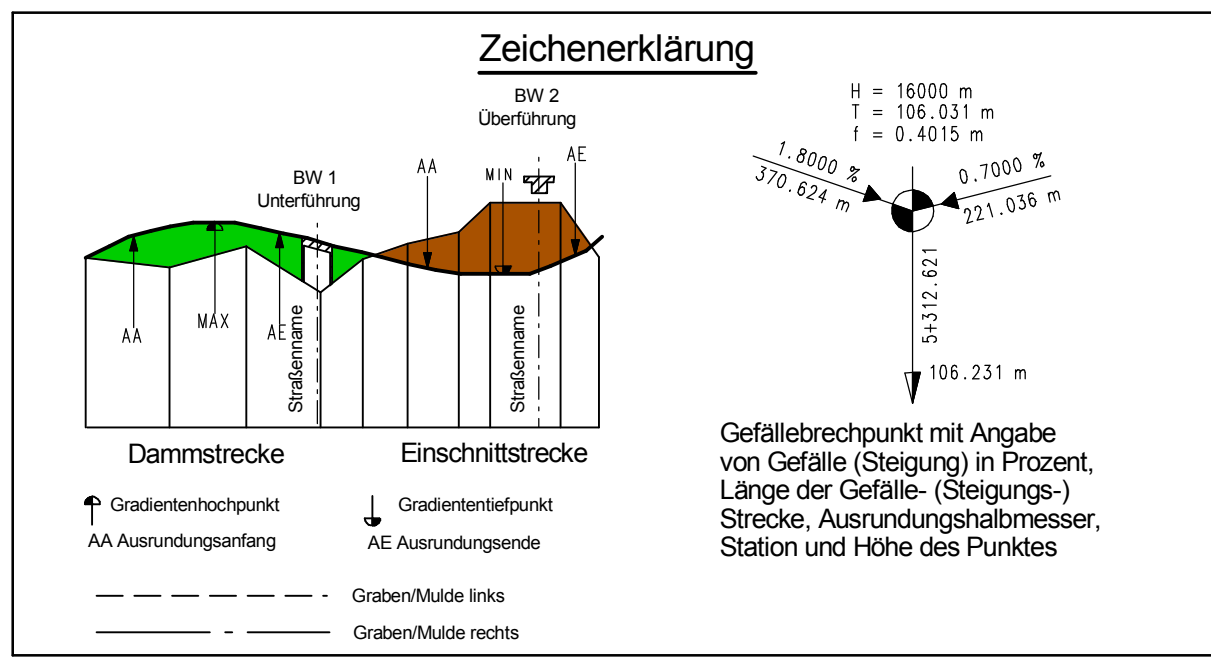 Zeichenerklärung
BW 1
Unterführung
BW 2
Überführung
AA
MAX
AE
Straßenname
AA
MIN
AE
Straßenname
Dammstrecke
Einschnittstrecke
Gradientenhochpunkt
Gradiententiefpunkt
AA Ausrundungsanfang
AE Ausrundungsende
Graben/Mulde links
Graben/Mulde rechts
H = 16000 m
T = 106.031 m
f = 0.4015 m
1.8000 %
370.624 m
0.7000 %
221.036 m
5+312.621
106.231 m
Gefällebrechpunkt mit Angabe
von Gefälle (Steigung) in Prozent,
Länge der Gefälle- (Steigungs-)
Strecke, Ausrundungshalbmesser,
Station und Höhe des Punktes